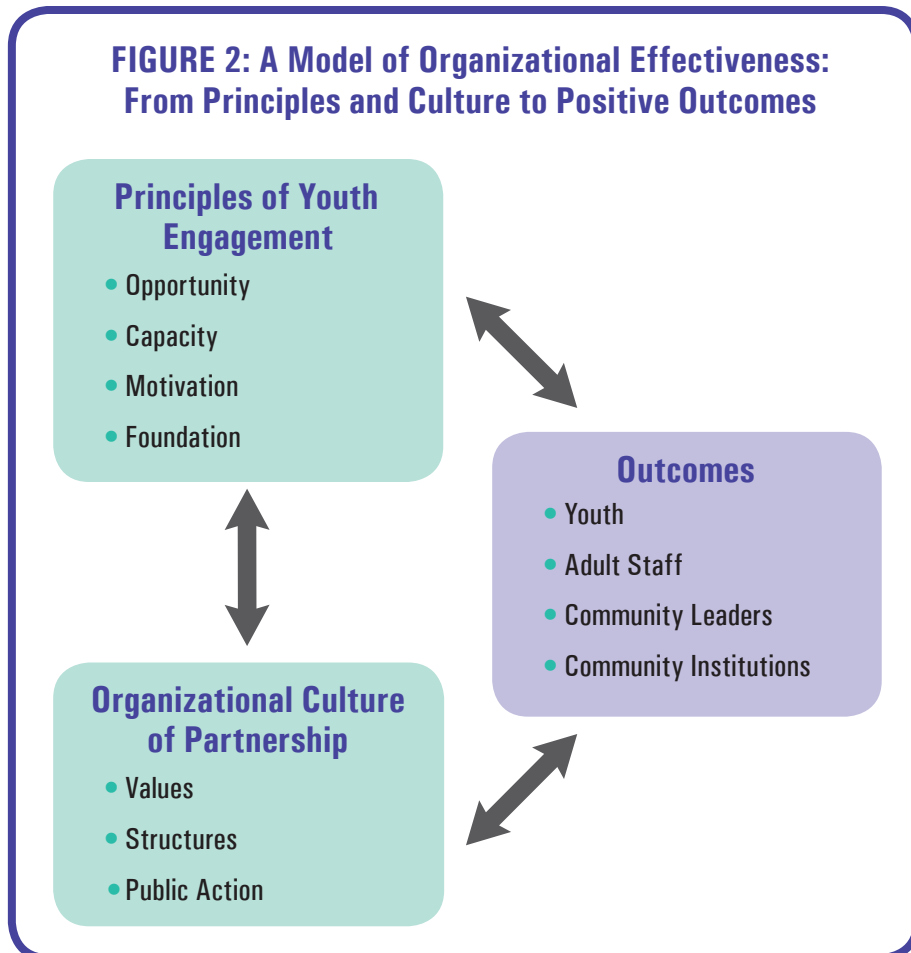 FIGURE 2: A Model of Organizational Effectiveness:
From Principles and Culture to Positive Outcomes
Principles of Youth
Engagement
• Opportunity
• Capacity
• Motivation
• Foundation
Outcomes
• Youth
• Adult Staff
• Community Leaders
• Community Institutions
Organizational Culture
of Partnership
• Values
• Structures
• Public Action